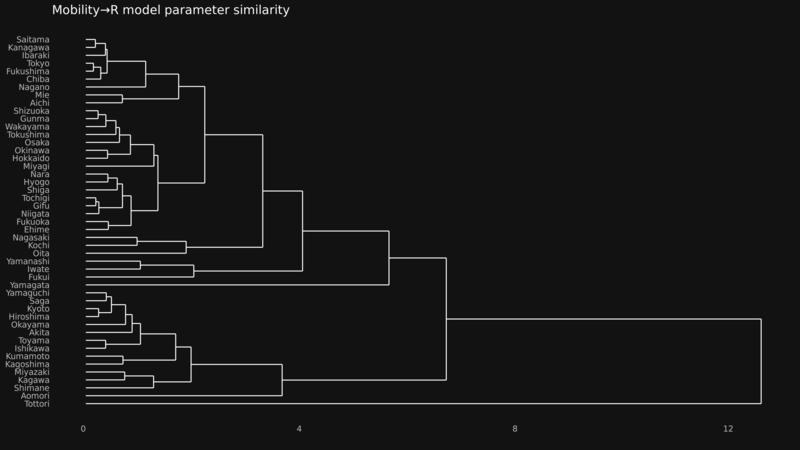 Mobility→R model parameter similarity
Saitama
Kanagawa
Ibaraki
Tokyo
Fukushima
Chiba
Nagano
Mie
Aichi
Shizuoka
Gunma
Wakayama
Tokushima
Osaka
Okinawa
Hokkaido
Miyagi
Nara
Hyogo
Shiga
Tochigi
Gifu
Niigata
Fukuoka
Ehime
Nagasaki
Kochi
Oita
Yamanashi
Iwate
Fukui
Yamagata
Yamaguchi
Saga
Kyoto
Hiroshima
Okayama
Akita
Toyama
Ishikawa
Kumamoto
Kagoshima
Miyazaki
Kagawa
Shimane
Aomori
Tottori
0 4 8 12